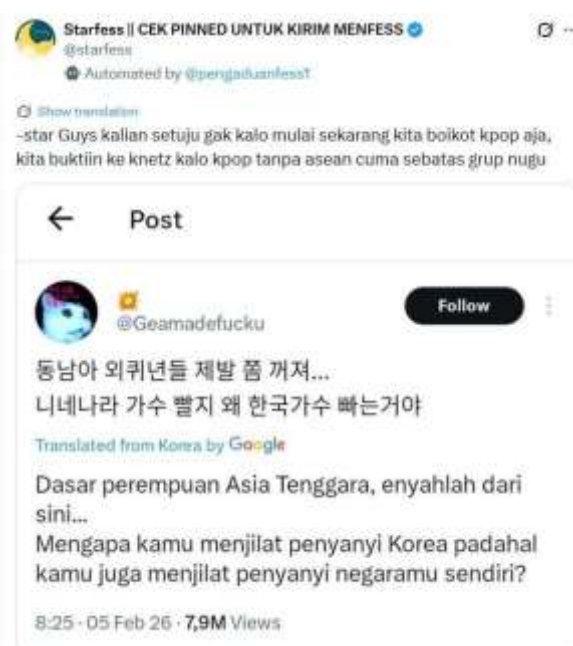 Starfess || CEK PINNED UNTUK KIRIM MENFESS
@starfess
Automated by @pengaduanfess1
Show translation
-star Guys kalian setuju gak kalo mulai sekarang kita boikot kpop aja,
kita buktiin ke knetz kalo kpop tanpa asean cuma sebatas grup nugu
Post
@Geamadefucku
Follow
동남아 외퀴년들 제발 쫌 꺼져...
니네나라 가수 빨지 왜 한국가수 빠는거야
Translated from Korea by Google
Dasar perempuan Asia Tenggara, enyahlah dari
sini...
Mengapa kamu menjilat penyanyi Korea padahal
kamu juga menjilat penyanyi negaramu sendiri?
8:25 · 05 Feb 26 · 7,9M Views